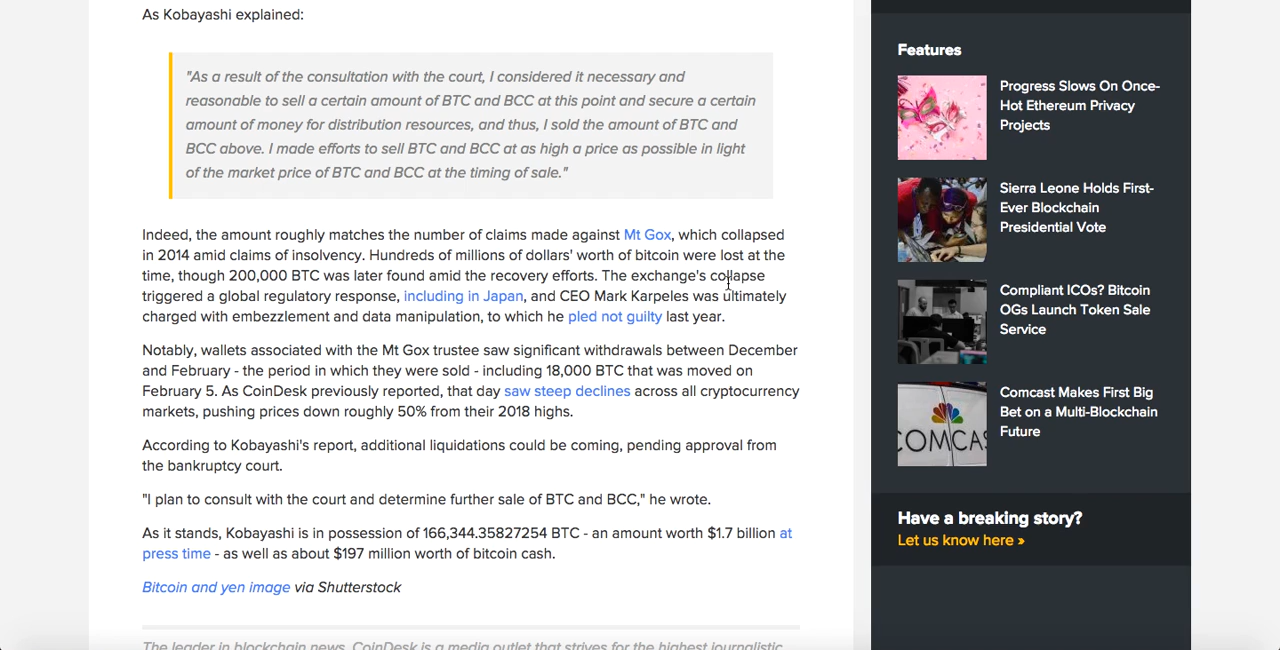 As Kobayashi explained:
"As a result of the consultation with the court, I considered it necessary and
reasonable to sell a certain amount of BTC and BCC at this point and secure a certain
amount of money for distribution resources, and thus, I sold the amount of BTC and
BCC above. I made efforts to sell BTC and BCC at as high a price as possible in light
of the market price of BTC and BCC at the timing of sale."
Indeed, the amount roughly matches the number of claims made against Mt Gox, which collapsed
in 2014 amid claims of insolvency. Hundreds of millions of dollars' worth of bitcoin were lost at the
time, though 200,000 BTC was later found amid the recovery efforts. The exchange's collapse
triggered a global regulatory response, including in Japan, and CEO Mark Karpeles was ultimately
charged with embezzlement and data manipulation, to which he pled not guilty last year.
Notably, wallets associated with the Mt Gox trustee saw significant withdrawals between December
and February - the period in which they were sold - including 18,000 BTC that was moved on
February 5. As CoinDesk previously reported, that day saw steep declines across all cryptocurrency
markets, pushing prices down roughly 50% from their 2018 highs.
According to Kobayashi's report, additional liquidations could be coming, pending approval from
the bankruptcy court.
"I plan to consult with the court and determine further sale of BTC and BCC," he wrote.
As it stands, Kobayashi is in possession of 166,344.35827254 BTC - an amount worth $1.7 billion at
press time - as well as about $197 million worth of bitcoin cash.
Bitcoin and yen image via Shutterstock
The leader in blockchain news, CoinDesk is a media outlet that strives for the highest journalistic
Features
Progress Slows On Once-
Hot Ethereum Privacy
Projects
Sierra Leone Holds First-
Ever Blockchain
Presidential Vote
Compliant ICOs? Bitcoin
OGs Launch Token Sale
Service
COMCAS
Comcast Makes First Big
Bet on a Multi-Blockchain
Future
Have a breaking story?
Let us know here »